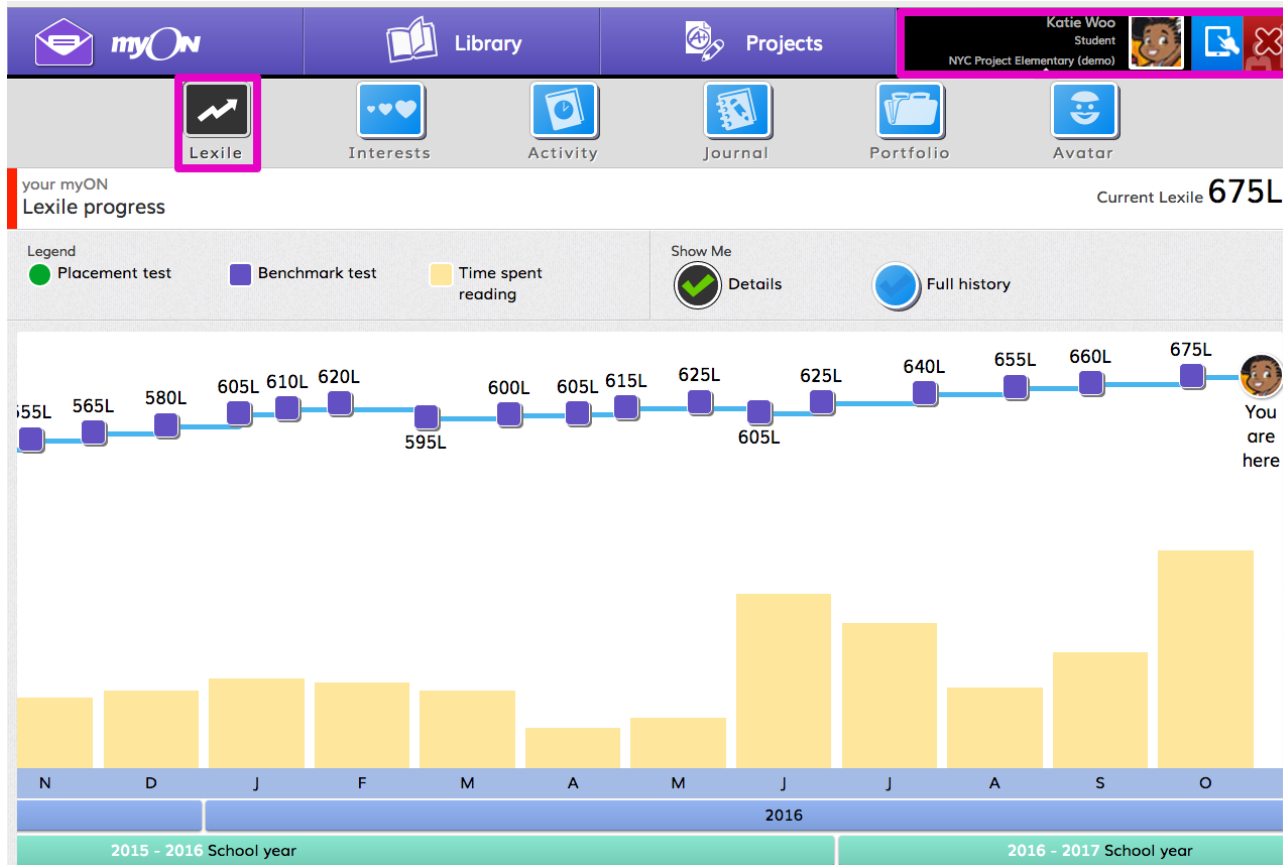 myON
Library
Projects
Katie Woo
Student
NYC Project Elementary (demo)
Lexile
Interests
Activity
Journal
Portfolio
Avatar
your myON
Lexile progress
Current Lexile 675L
Legend
Placement test
Benchmark test
Time spent
reading
Show Me
Details
Full history
55L
565L
580L
605L
610L
620L
595L
600L
605L
615L
625L
605L
625L
640L
655L
660L
675L
You
are
here
N D J F M A M J J A S O
2016
2015 - 2016 School year
2016 - 2017 School year